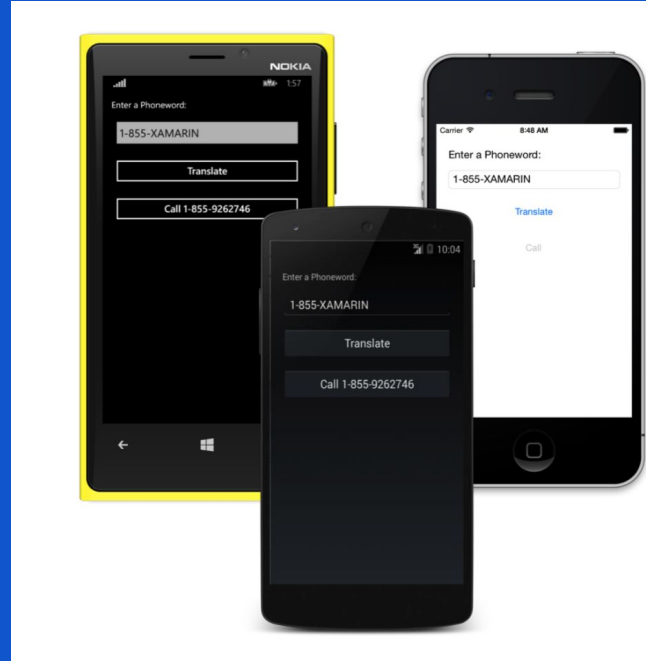 NOKIA
1:57
Enter a Phoneword:
1-855-XAMARIN
Translate
Call 1-855-9262746
10:04
Enter a Phoneword:
1-855-XAMARIN
Translate
Call 1-855-9262746
Carrier 8:48 AM
Enter a Phoneword:
1-855-XAMARIN
Translate
Call